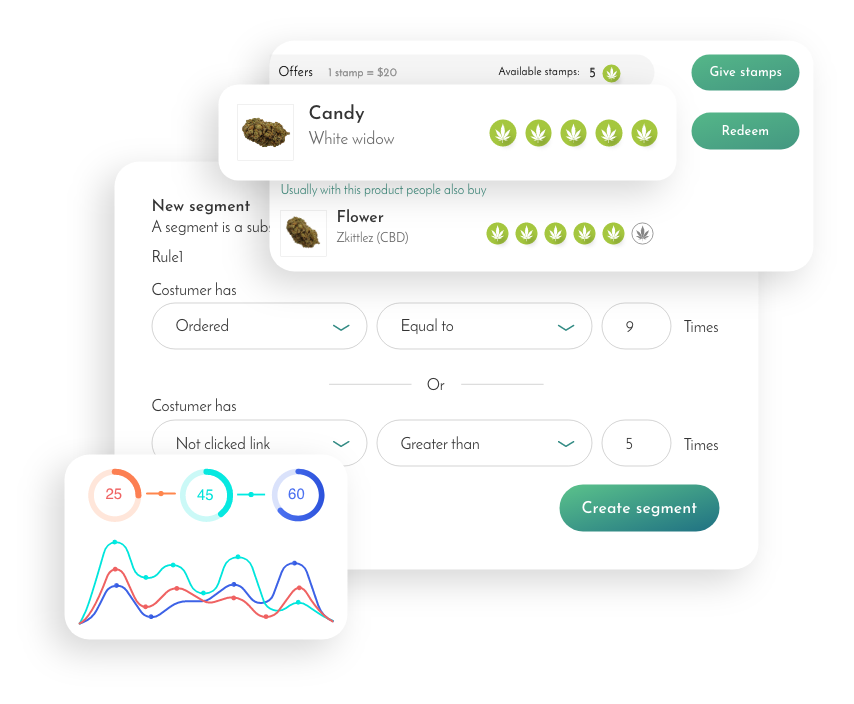 Offers 1 stamp = $20 Available stamps: 5
Give stamps
Candy
White widow
Redeem
Usually with this product people also buy
Flower
Zkittlez (CBD)
New segment
A segment is a subs
Rule1
Costumer has
Ordered Equal to 9 Times
Or
Costumer has
Not clicked link Greater than 5 Times
Create segment
25 45 60